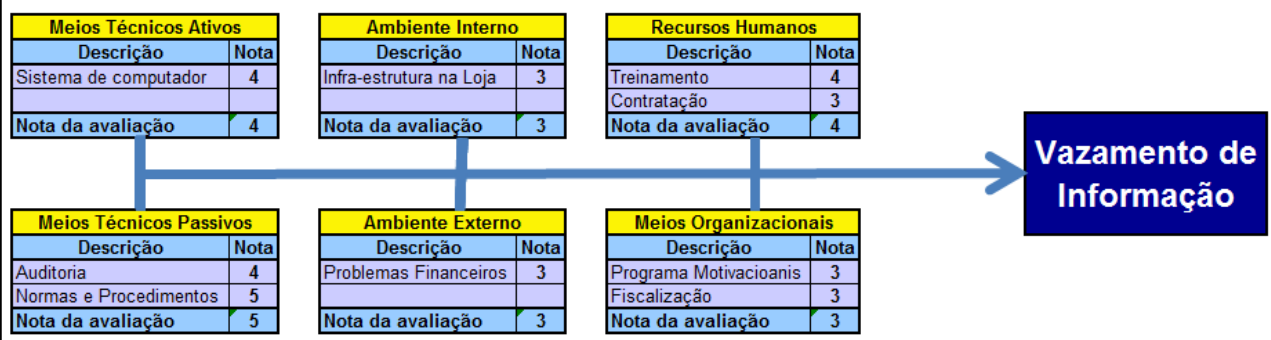 Meios Técnicos Ativos
Descrição Nota
Sistema de computador 4
Nota da avaliação 4
Ambiente Interno
Descrição Nota
Infra-estrutura na Loja 3
Nota da avaliação 3
Recursos Humanos
Descrição Nota
Treinamento 4
Contratação 3
Nota da avaliação 4
Vazamento de
Informação
Meios Técnicos Passivos
Descrição Nota
Auditoria 4
Normas e Procedimentos 5
Nota da avaliação 5
Ambiente Externo
Descrição Nota
Problemas Financeiros 3
Nota da avaliação 3
Meios Organizacionais
Descrição Nota
Programa Motivacioanis 3
Fiscalização 3
Nota da avaliação 3